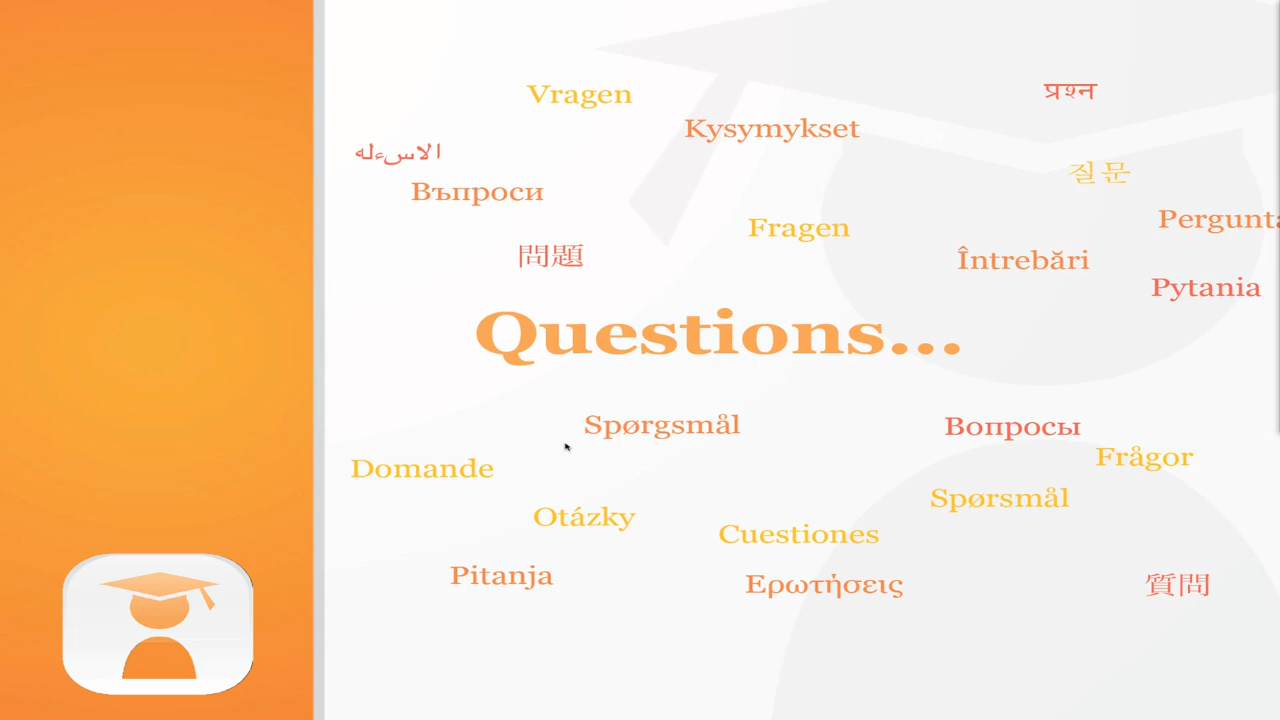 Vragen
प्रश्न
Kysymykset
الاسءله
질문
Въпроси
Pergunta
Fragen
問題
Întrebări
Pytania
Questions...
Spørgsmål
Вопросы
Frågor
Domande
Spørsmål
Otázky
Cuestiones
Pitanja
Ερωτήσεις
質問